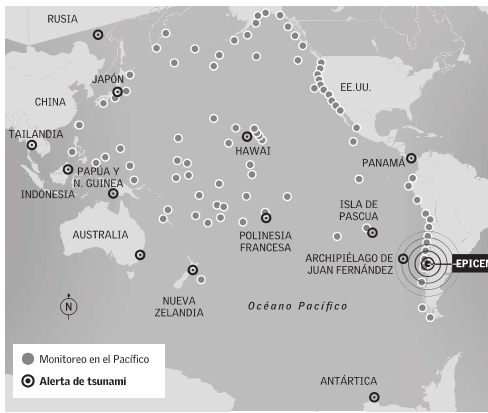 RUSIA
JAPÓN
EE.UU.
CHINA
TAILANDIA
HAWAI
PANAMÁ
PAPÚA Y
N. GUINEA
INDONESIA
ISLA DE
PASCUA
AUSTRALIA
POLINESIA
FRANCESA
ARCHIPIÉLAGO DE
JUAN FERNÁNDEZ
EPICEN
NUEVA
ZELANDIA
Océano Pacífico
N
Monitoreo en el Pacífico
Alerta de tsunami
ANTÁRTICA